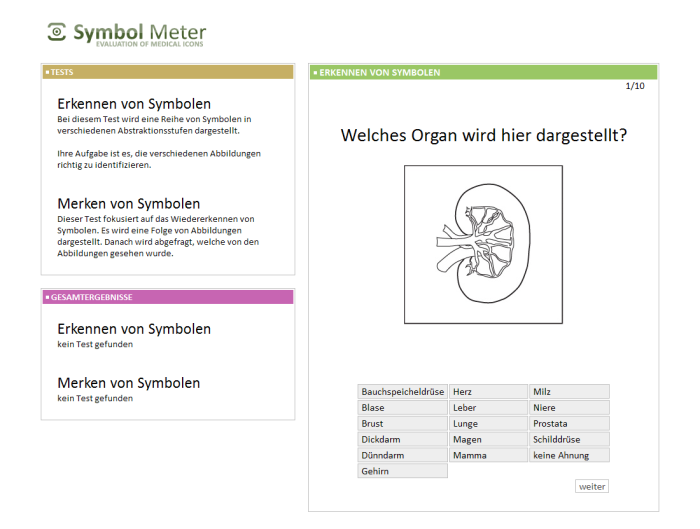 Symbol Meter
EVALUATION OF MEDICAL ICONS
TESTS
Erkennen von Symbolen
Bei diesem Test wird eine Reihe von Symbolen in
verschiedenen Abstraktionsstufen dargestellt.
Ihre Aufgabe ist es, die verschiedenen Abbildungen
richtig zu identifizieren.
Merken von Symbolen
Dieser Test fokusiert auf das Wiedererkennen von
Symbolen. Es wird eine Folge von Abbildungen
dargestellt. Danach wird abgefragt, welche von den
Abbildungen gesehen wurde.
GESAMTERGEBNISSE
Erkennen von Symbolen
kein Test gefunden
Merken von Symbolen
kein Test gefunden
ERKENNEN VON SYMBOLEN
1/10
Welches Organ wird hier dargestellt?
Bauchspeicheldrüse Herz Milz
Blase Leber Niere
Brust Lunge Prostata
Dickdarm Magen Schilddrüse
Dünndarm Mamma keine Ahnung
Gehirn
weiter